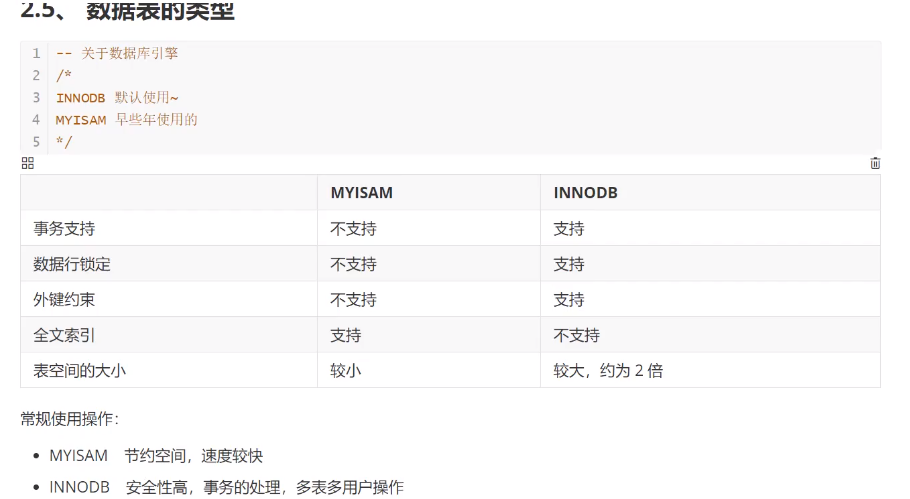 2.5、 数据表的类型
1 -- 关于数据库引擎
2 /*
3 INNODB 默认使用~
4 MYISAM 早些年使用的
5 */
MYISAM INNODB
事务支持 不支持 支持
数据行锁定 不支持 支持
外键约束 不支持 支持
全文索引 支持 不支持
表空间的大小 较小 较大，约为 2 倍
常规使用操作：
• MYISAM 节约空间，速度较快
• INNODB 安全性高，事务的处理，多表多用户操作